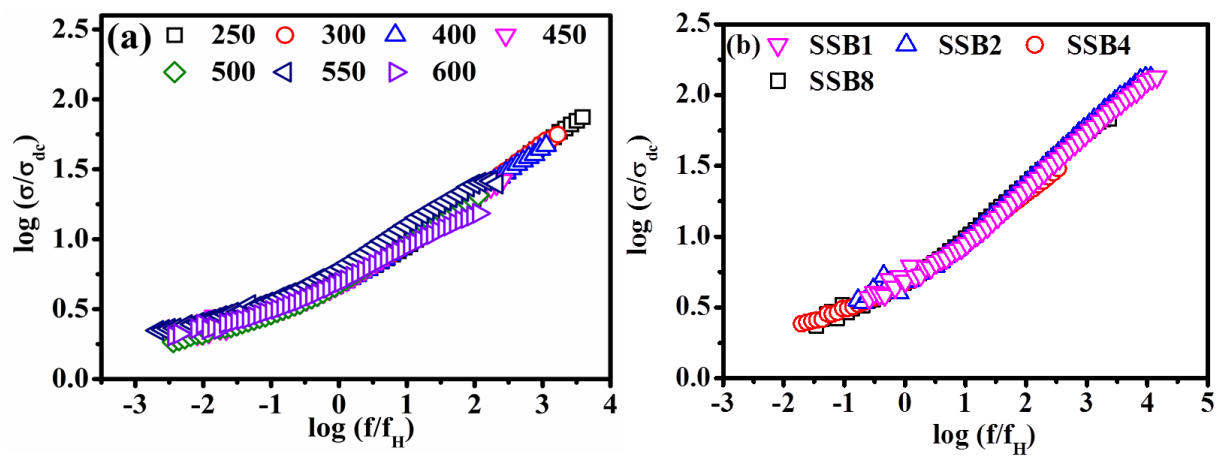 (a) 250 300 400 450
500 550 600
2.5
2.0
1.5
1.0
0.5
0.0
log (σ/σdc)
-3 -2 -1 0 1 2 3 4
log (f/fH)
(b) SSB1 SSB2 SSB4
SSB8
2.5
2.0
1.5
1.0
0.5
0.0
log (σ/σdc)
-3 -2 -1 0 1 2 3 4 5
log (f/fH)